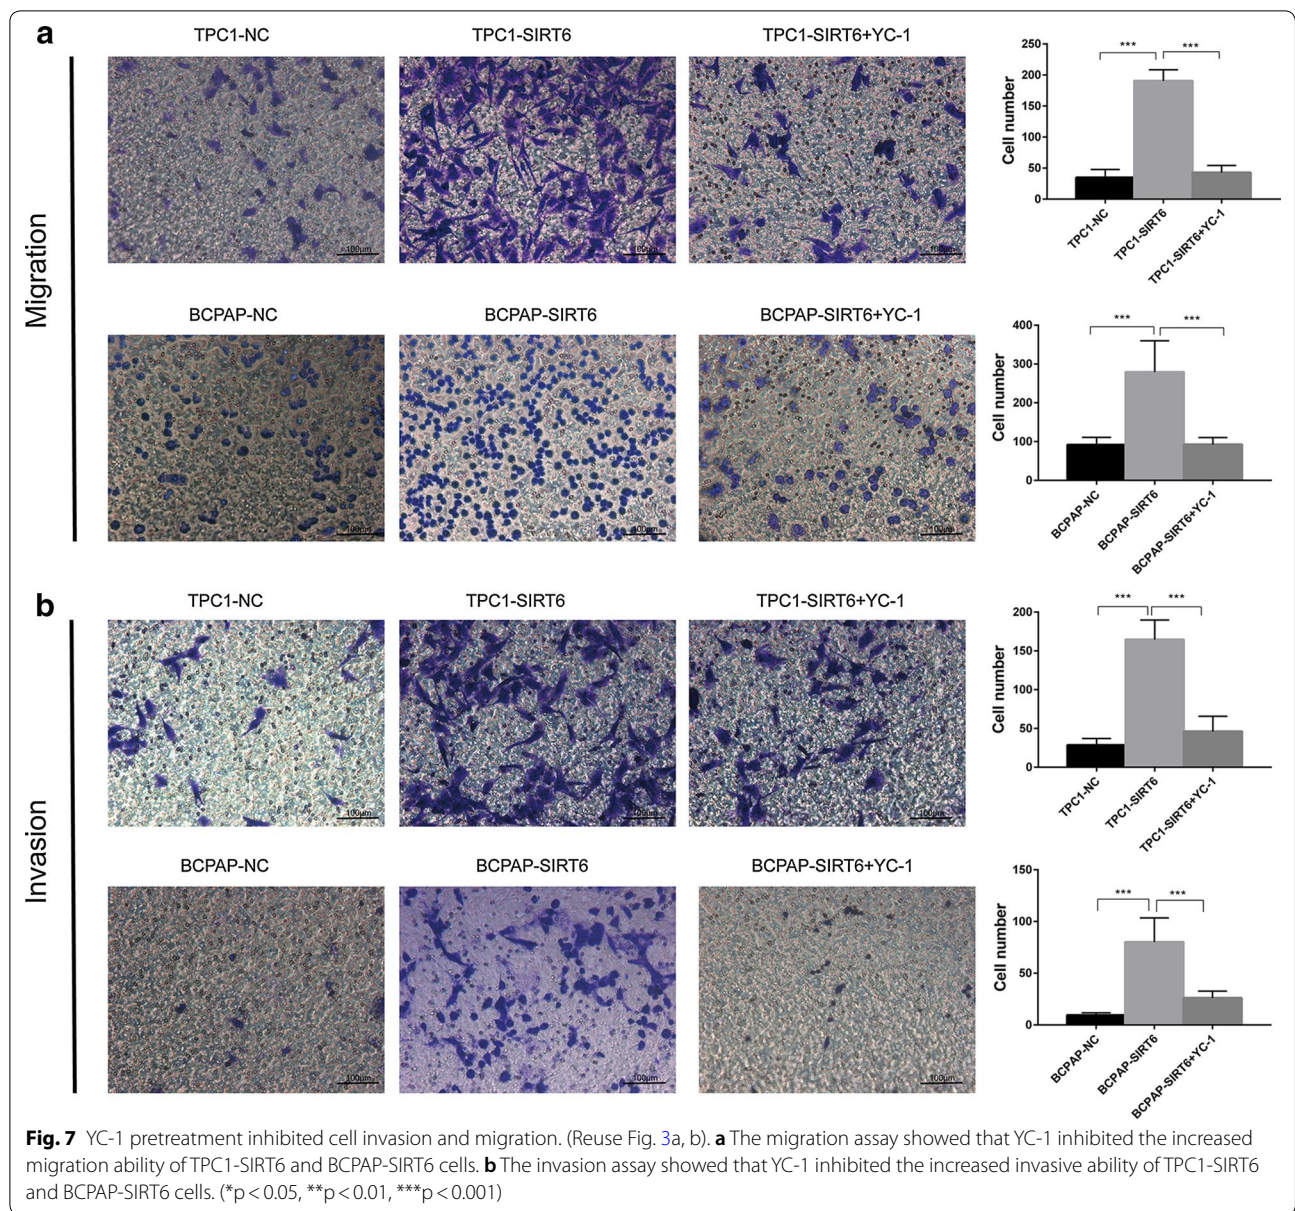 a
TPC1-NC
TPC1-SIRT6
TPC1-SIRT6+YC-1
100μm
100μm
100μm
250
200
150
100
50
0
Cell number
***
***
TPC1-NC
TPC1-SIRT6
TPC1-SIRT6+YC-1
Migration
BCPAP-NC
BCPAP-SIRT6
BCPAP-SIRT6+YC-1
100μm
100μm
100μm
400
300
200
100
0
Cell number
***
***
BCPAP-NC
BCPAP-SIRT6
BCPAP-SIRT6+YC-1
b
TPC1-NC
TPC1-SIRT6
TPC1-SIRT6+YC-1
100μm
100μm
100μm
200
150
100
50
0
Cell number
***
***
TPC1-NC
TPC1-SIRT6
TPC1-SIRT6+YC-1
Invasion
BCPAP-NC
BCPAP-SIRT6
BCPAP-SIRT6+YC-1
100μm
100μm
100μm
150
100
50
0
Cell number
***
***
BCPAP-NC
BCPAP-SIRT6
BCPAP-SIRT6+YC-1
Fig. 7 YC-1 pretreatment inhibited cell invasion and migration. (Reuse Fig. 3a, b). a The migration assay showed that YC-1 inhibited the increased
migration ability of TPC1-SIRT6 and BCPAP-SIRT6 cells. b The invasion assay showed that YC-1 inhibited the increased invasive ability of TPC1-SIRT6
and BCPAP-SIRT6 cells. (*p < 0.05, **p < 0.01, ***p < 0.001)